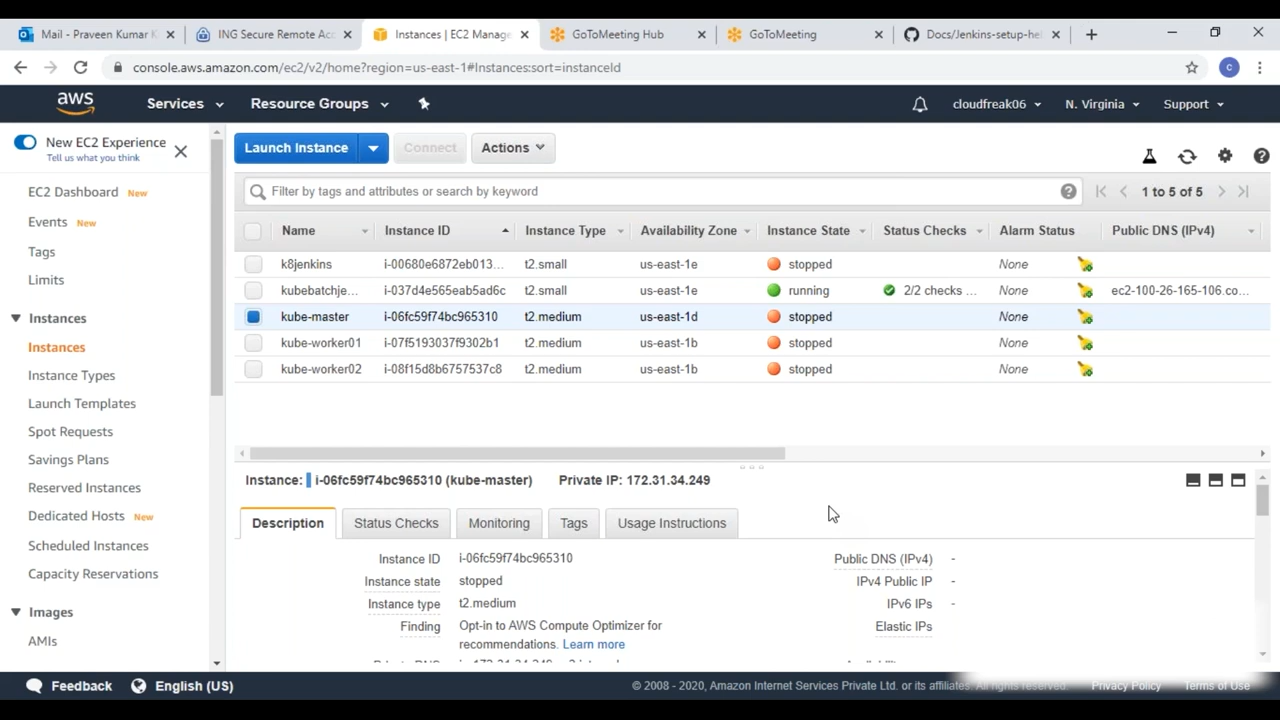 Mail - Praveen Kumar K
ING Secure Remote Acc
Instances | EC2 Manage
GoToMeeting Hub
GoToMeeting
Docs/Jenkins-setup-hel
console.aws.amazon.com/ec2/v2/home?region=us-east-1#Instances:sort=instanceId
c
aws
Services
Resource Groups
cloudfreak06
N. Virginia
Support
New EC2 Experience
Tell us what you think
EC2 Dashboard New
Events New
Tags
Limits
Instances
Instances
Instance Types
Launch Templates
Spot Requests
Savings Plans
Reserved Instances
Dedicated Hosts New
Scheduled Instances
Capacity Reservations
Images
AMIs
Launch Instance
Connect
Actions
Filter by tags and attributes or search by keyword
1 to 5 of 5
Name Instance ID Instance Type Availability Zone Instance State Status Checks Alarm Status Public DNS (IPv4)
k8jenkins i-00680e6872eb013... t2.small us-east-1e stopped None
kubebatchje... i-037d4e565eab5ad6c t2.small us-east-1e running 2/2 checks ... None ec2-100-26-165-106.co...
kube-master i-06fc59f74bc965310 t2.medium us-east-1d stopped None
kube-worker01 i-07f5193037f9302b1 t2.medium us-east-1b stopped None
kube-worker02 i-08f15d8b6757537c8 t2.medium us-east-1b stopped None
Instance: i-06fc59f74bc965310 (kube-master) Private IP: 172.31.34.249
Description
Status Checks
Monitoring
Tags
Usage Instructions
Instance ID i-06fc59f74bc965310
Public DNS (IPv4) -
Instance state stopped
IPv4 Public IP -
Instance type t2.medium
IPv6 IPs -
Finding Opt-in to AWS Compute Optimizer for
recommendations. Learn more
Elastic IPs
Feedback
English (US)
© 2008 - 2020, Amazon Internet Services Private Ltd. or its affiliates. All rights reserved.
Privacy Policy
Terms of Use